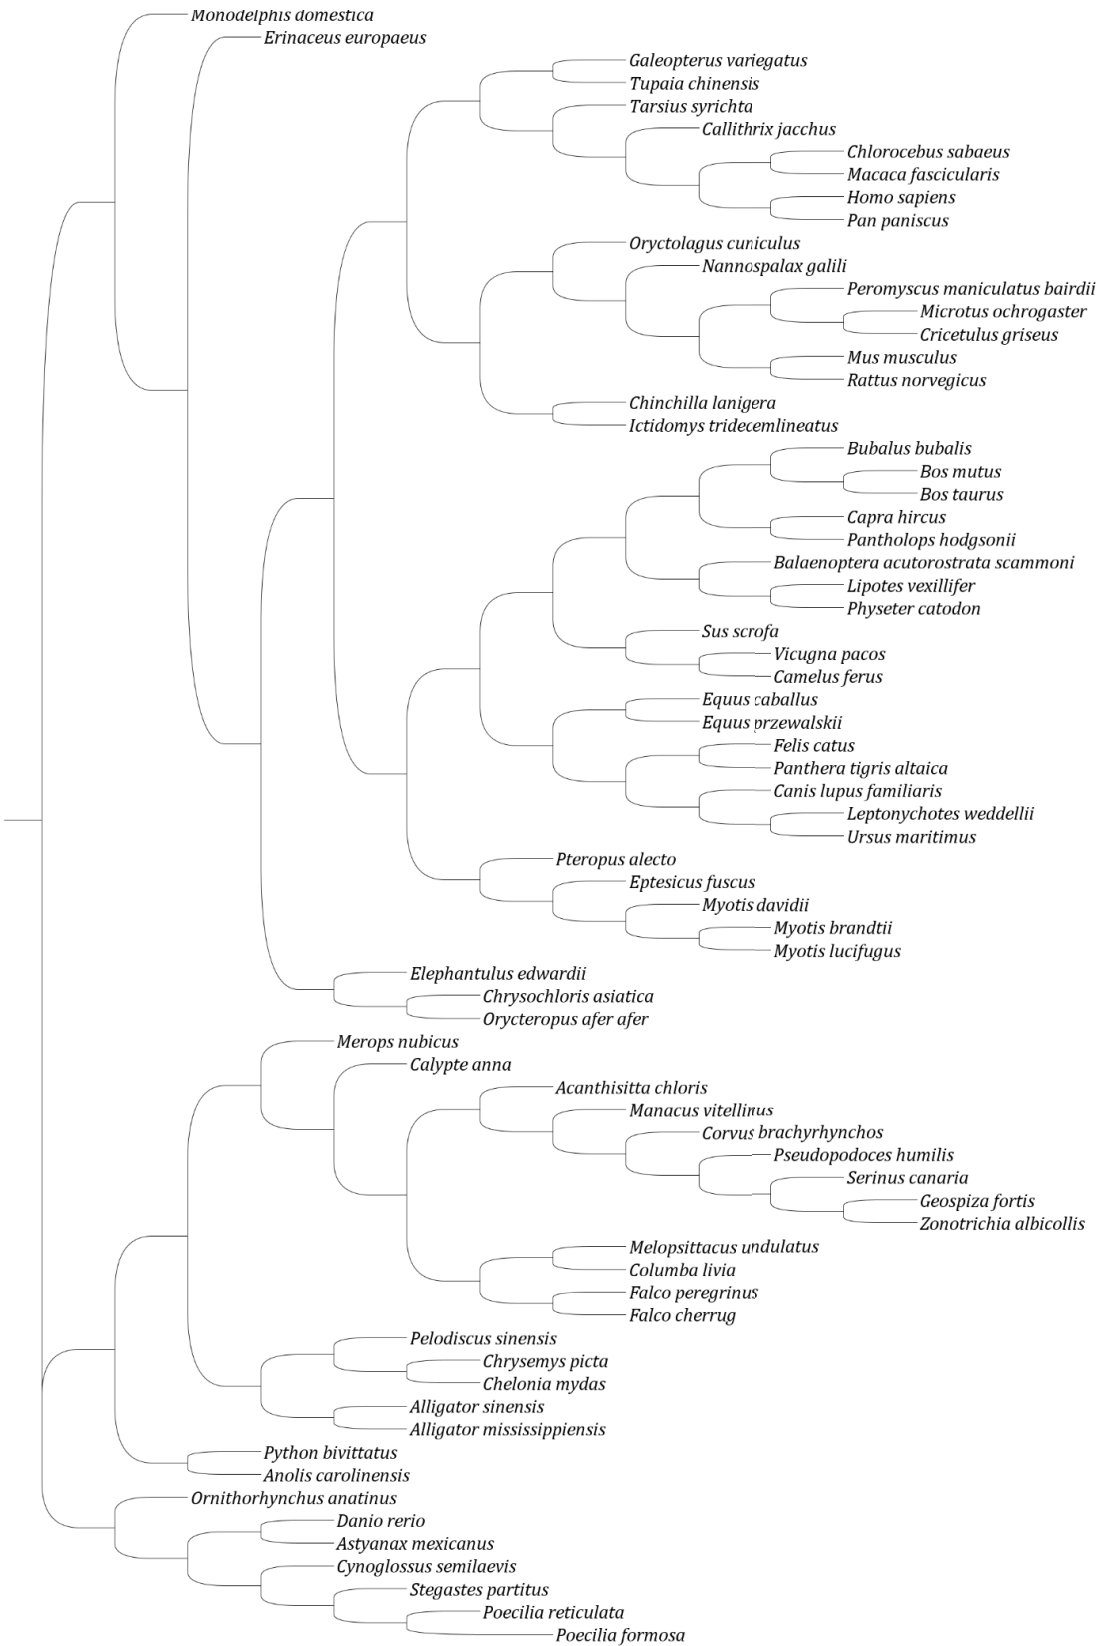 Monodelphis domestica
Erinaceus europaeus
Galeopterus variegatus
Tupaia chinensis
Tarsius syrichta
Callithrix jacchus
Chlorocebus sabaeus
Macaca fascicularis
Homo sapiens
Pan paniscus
Oryctolagus cuniculus
Nannospalax galili
Peromyscus maniculatus bairdii
Microtus ochrogaster
Cricetulus griseus
Mus musculus
Rattus norvegicus
Chinchilla lanigera
Ictidomys tridecemlineatus
Bubalus bubalis
Bos mutus
Bos taurus
Capra hircus
Pantholops hodgsonii
Balaenoptera acutorostrata scammoni
Lipotes vexillifer
Physeter catodon
Sus scrofa
Vicugna pacos
Camelus ferus
Equus caballus
Equus przewalskii
Felis catus
Panthera tigris altaica
Canis lupus familiaris
Leptonychotes weddellii
Ursus maritimus
Pteropus alecto
Eptesicus fuscus
Myotis davidii
Myotis brandtii
Myotis lucifugus
Elephantulus edwardii
Chrysochloris asiatica
Orycteropus afer afer
Merops nubicus
Calypte anna
Acanthisitta chloris
Manacus vitellinus
Corvus brachyrhynchos
Pseudopodoces humilis
Serinus canaria
Geospiza fortis
Zonotrichia albicollis
Melopsittacus undulatus
Columba livia
Falco peregrinus
Falco cherrug
Pelodiscus sinensis
Chrysemys picta
Chelonia mydas
Alligator sinensis
Alligator mississippiensis
Python bivittatus
Anolis carolinensis
Ornithorhynchus anatinus
Danio rerio
Astyanax mexicanus
Cynoglossus semilaevis
Stegastes partitus
Poecilia reticulata
Poecilia formosa